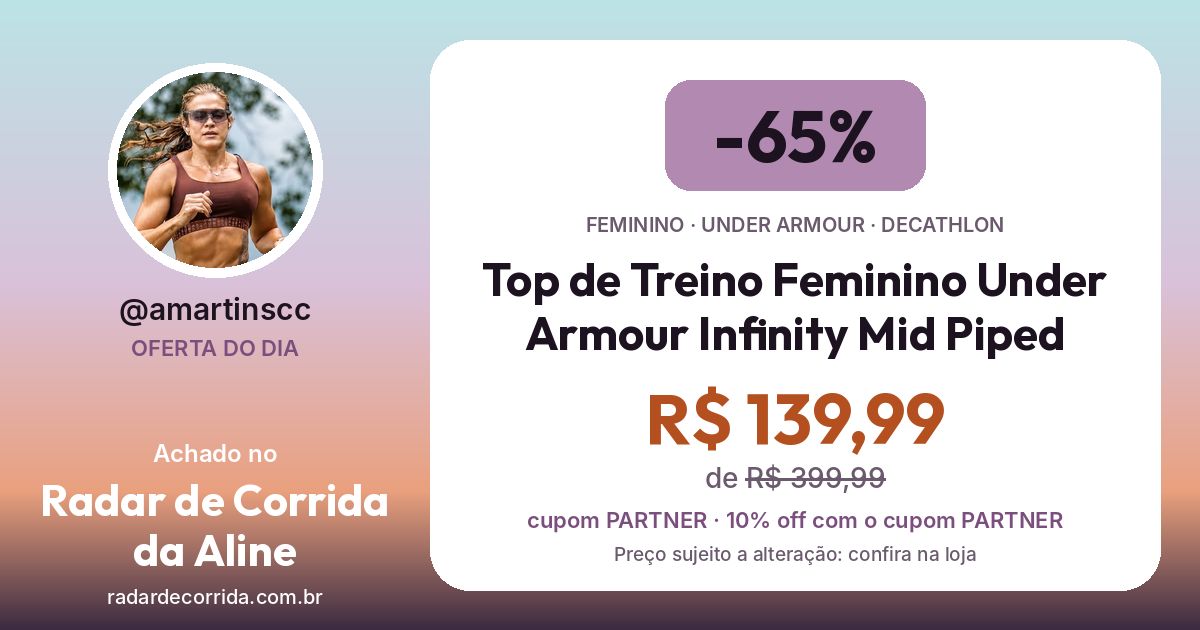 @amartinscc
OFERTA DO DIA
Achado no
Radar de Corrida
da Aline
radardecorrida.com.br
-65%
FEMININO · UNDER ARMOUR · DECATHLON
Top de Treino Feminino Under
Armour Infinity Mid Piped
R$ 139,99
de R$ 399,99
cupom PARTNER · 10% off com o cupom PARTNER
Preço sujeito a alteração: confira na loja